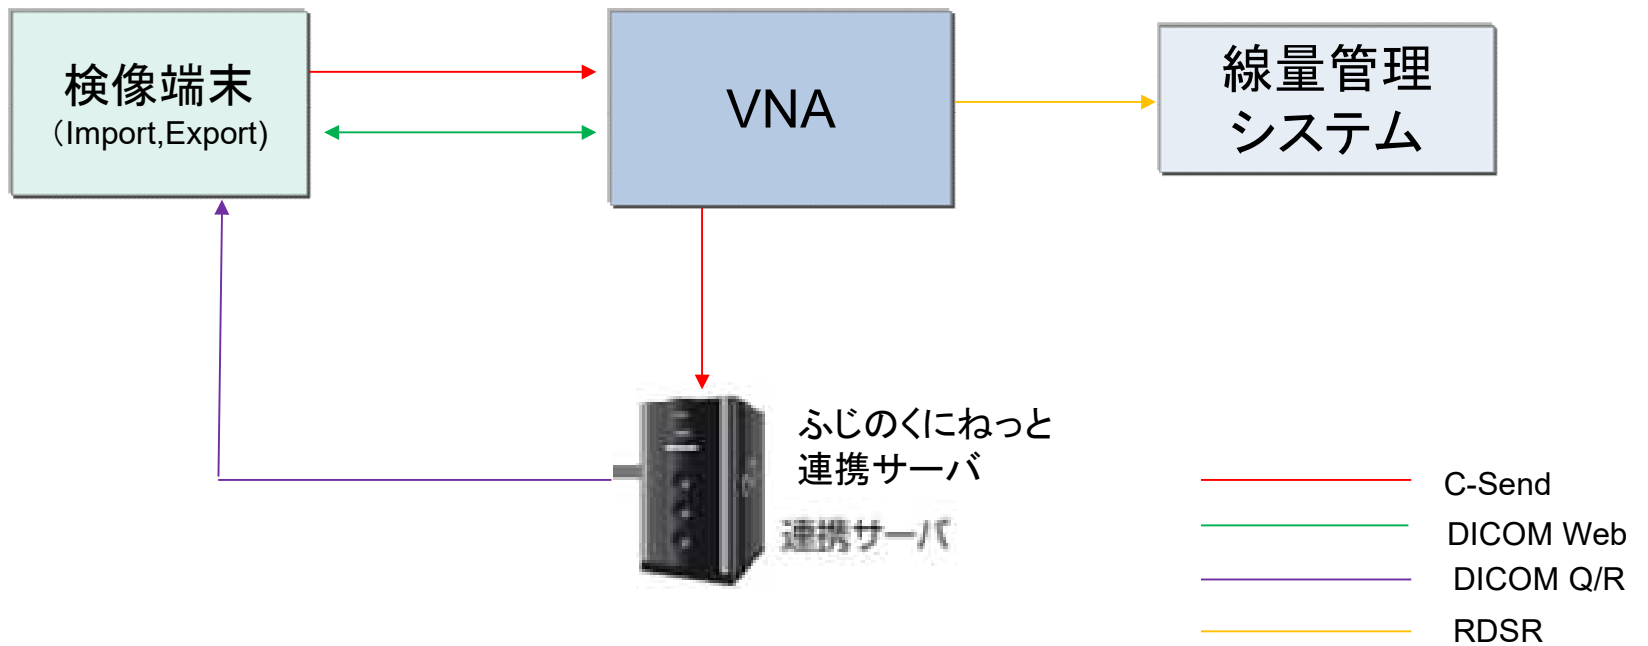 検像端末
（Import,Export)
VNA
線量管理
システム
ふじのくにねっと
連携サーバ
連携サーバ
C-Send
DICOM Web
DICOM Q/R
RDSR